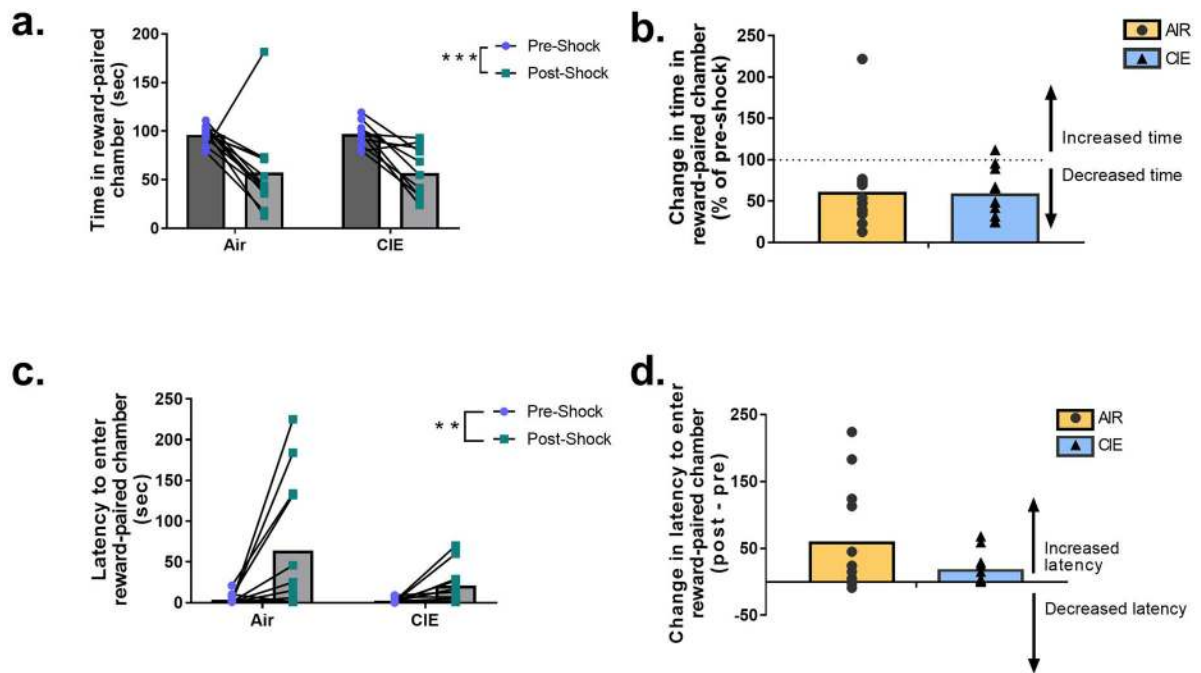 a.
Time in reward-paired
chamber (sec)
200
150
100
50
0
Air
CIE
***
Pre-Shock
Post-Shock
b.
Change in time in
reward-paired chamber
(% of pre-shock)
250
200
150
100
50
0
AIR
CIE
Increased time
Decreased time
c.
Latency to enter
reward-paired chamber
(sec)
250
200
150
100
50
0
Air
CIE
**
Pre-Shock
Post-Shock
d.
Change in latency to enter
reward-paired chamber
(post - pre)
250
150
50
-50
AIR
CIE
Increased
latency
Decreased latency